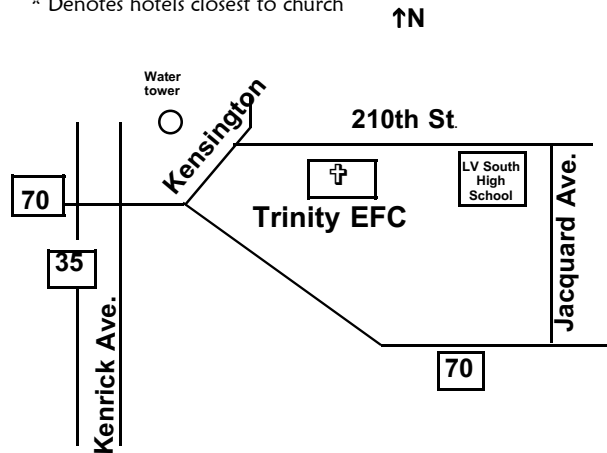 * Denotes hotels closest to church
↑N
Water
tower
Kensington
210th St.
LV South
High
School
70
Trinity EFC
Jacquard Ave.
35
Kenrick Ave.
70